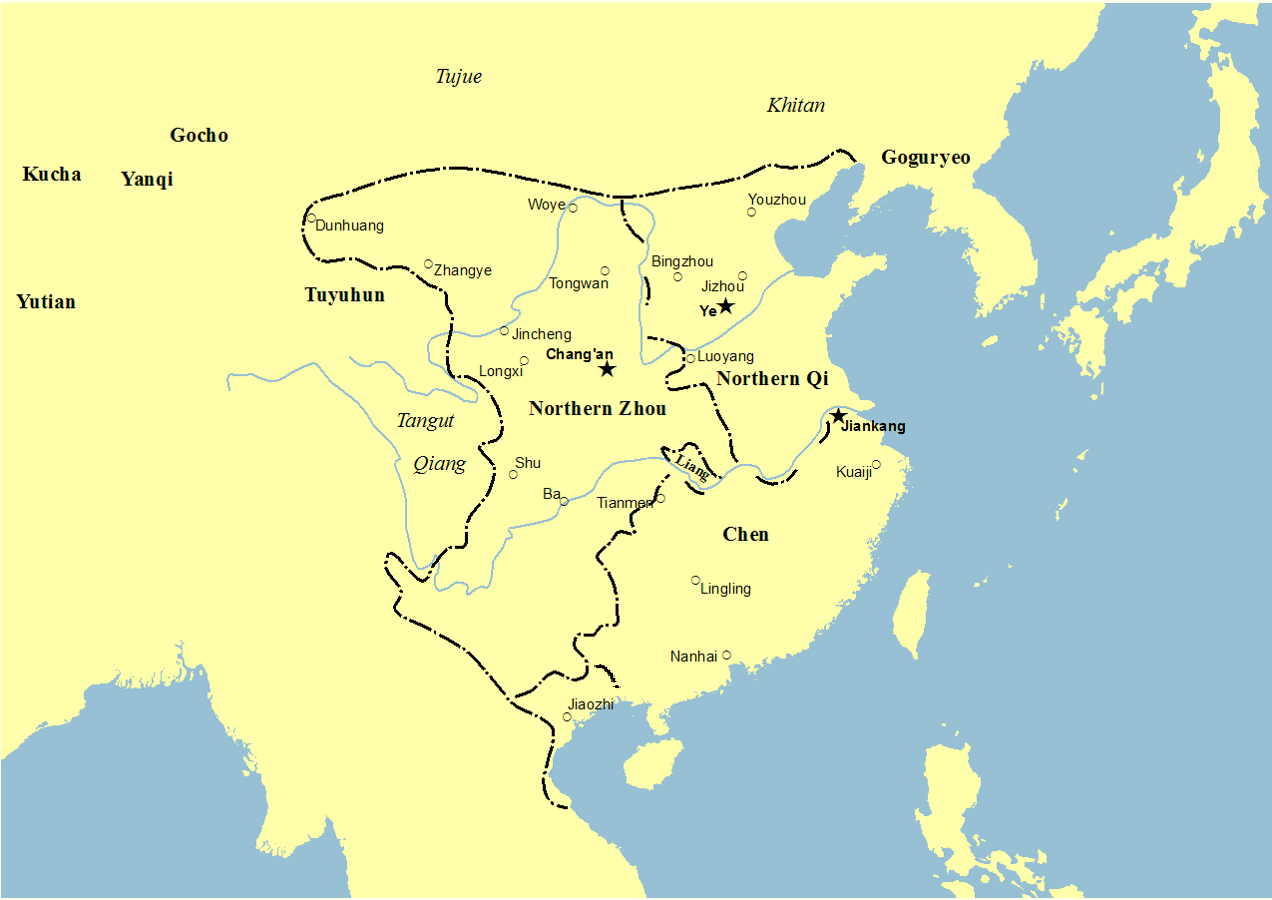 Tujue
Khitan
Gocho
Goguryeo
Kucha
Yanqi
Woye
Youzhou
Dunhuang
Bingzhou
Zhangye
Tongwan
Jizhou
Tuyuhun
Yutian
Ye
Jincheng
Chang'an
Luoyang
Longxi
Northern Qi
Northern Zhou
Tangut
Jiankang
Qiang
Shu
Liang
Kuaiji
Ba
Tianmen
Chen
Lingling
Nanhai
Jiaozhi